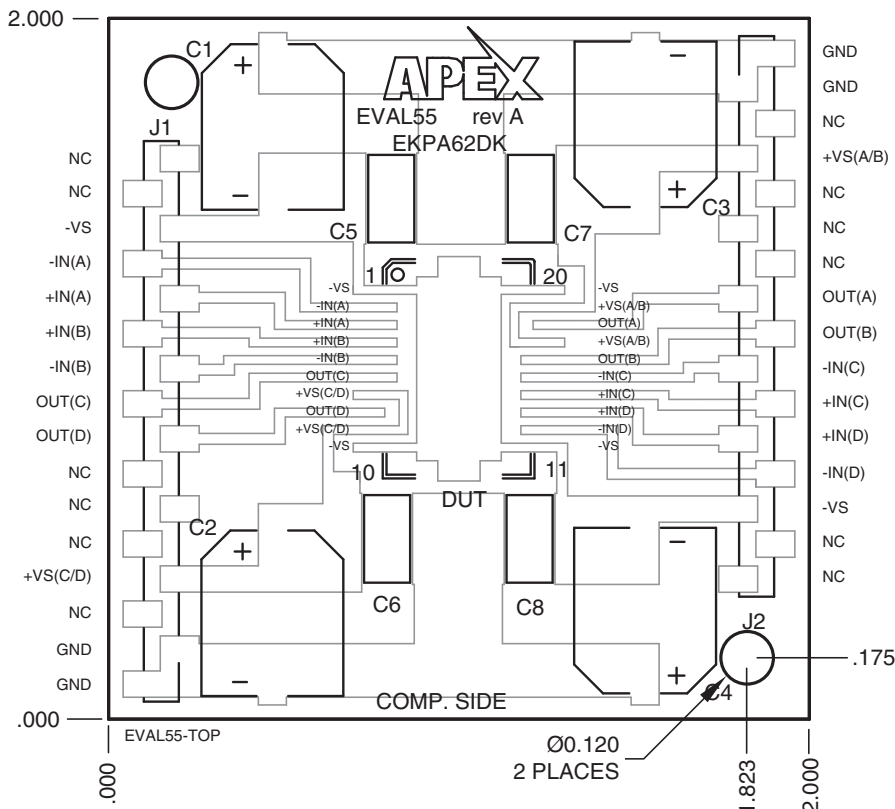 2.000
C1
+
APEX
EVAL55 rev A
EKPA62DK
J1
NC
NC
-VS
-IN(A)
+IN(A)
+IN(B)
-IN(B)
OUT(C)
OUT(D)
NC
NC
NC
+VS(C/D)
NC
GND
GND
−
C5
C7
−
+
C3
GND
GND
NC
+VS(A/B)
NC
NC
NC
OUT(A)
OUT(B)
-IN(C)
+IN(C)
+IN(D)
-IN(D)
-VS
NC
NC
1
20
-VS
-IN(A)
+IN(A)
+IN(B)
-IN(B)
OUT(C)
+VS(C/D)
OUT(D)
+VS(C/D)
-VS
-VS
+VS(A/B)
OUT(A)
+VS(A/B)
OUT(B)
-IN(C)
+IN(C)
+IN(D)
-IN(D)
-VS
10
11
DUT
C2
+
−
C6
C8
−
+
J2
C4
.175
COMP. SIDE
.000
EVAL55-TOP
Ø0.120
2 PLACES
.000
1.823
2.000